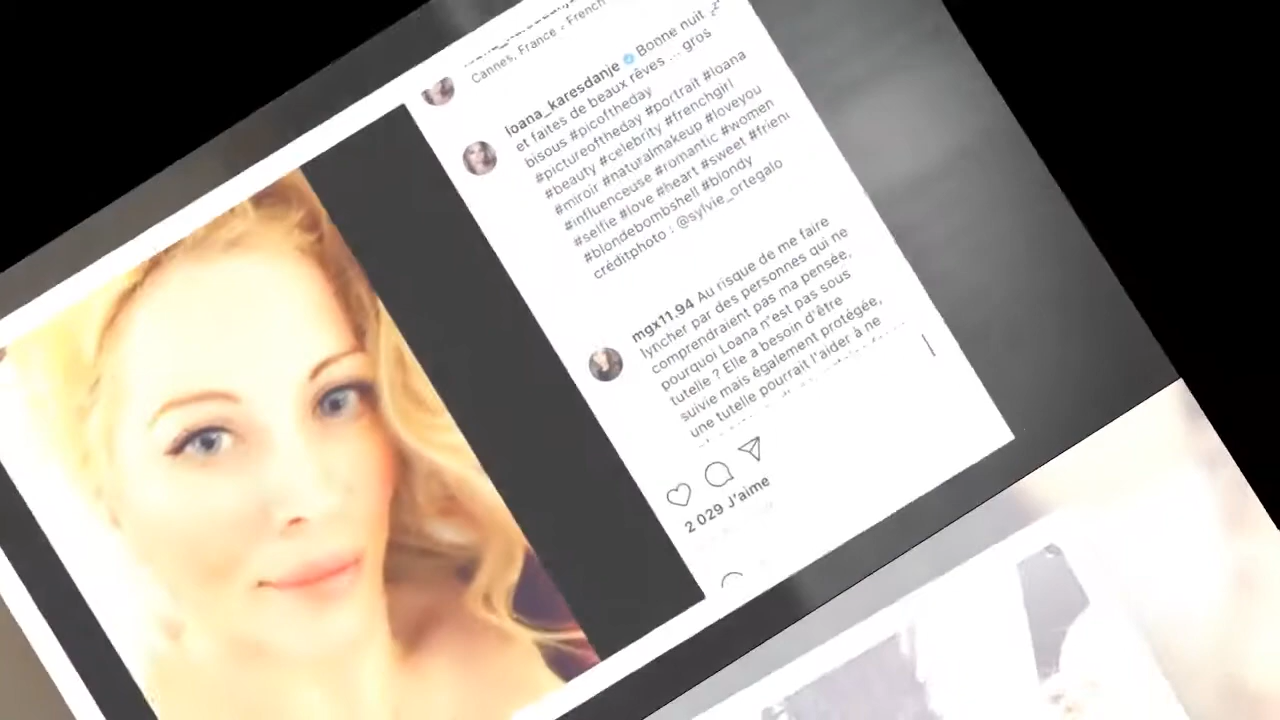 Cannes, France · French
loana_karesdanje Bonne nuit 💤
et faites de beaux rêves ... gros
bisous #picoftheday
#pictureoftheday #portrait #loana
#beauty #celebrity #frenchgirl
#miroir #naturalmakeup #loveyou
#influenceuse #romantic #women
#selfie #love #heart #sweet #friend
#blondebombshell #blondy
créditphoto : @sylvie_ortegalo
mgx11.94 Au risque de me faire
lyncher par des personnes qui ne
comprendraient pas ma pensée,
pourquoi Loana n'est pas sous
tutelle ? Elle a besoin d'être
suivie mais également protégée,
une tutelle pourrait l'aider à ne
2 029 J'aime